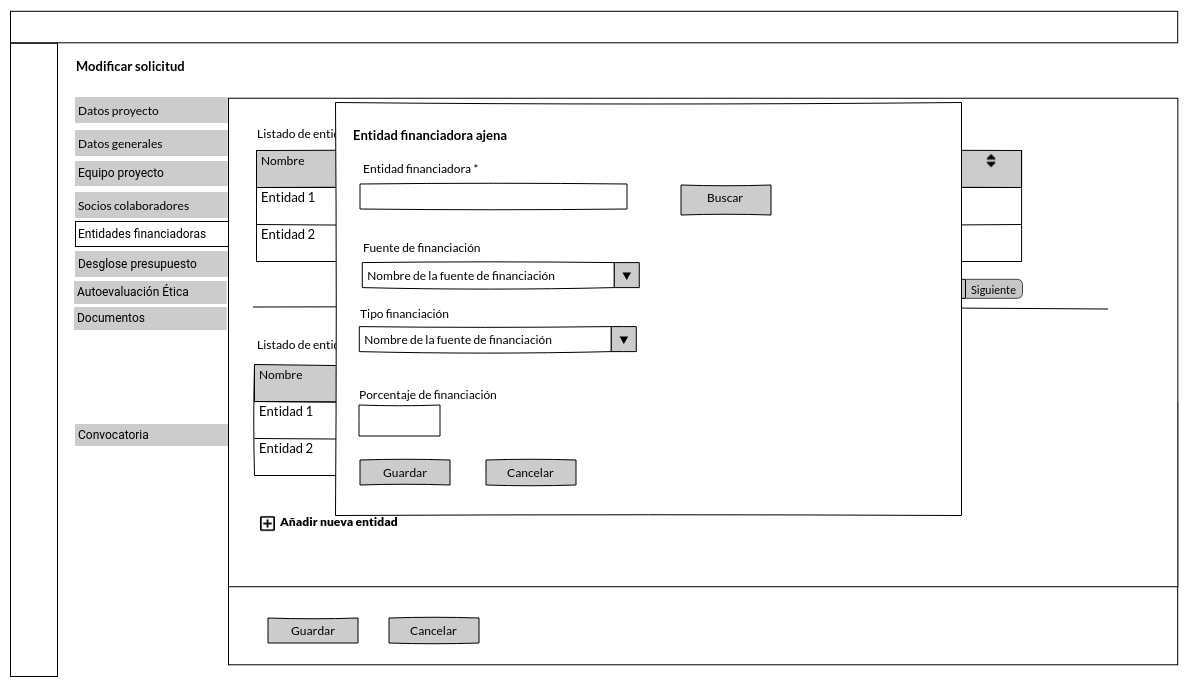 Modificar solicitud
Datos proyecto
Datos generales
Equipo proyecto
Socios colaboradores
Entidades financiadoras
Desglose presupuesto
Autoevaluación Ética
Documentos
Convocatoria
Listado de
Nombre
Entidad 1
Entidad 2
Siguiente
Listado de
Nombre
Entidad 1
Entidad 2
Añadir nueva entidad
Entidad financiadora ajena
Entidad financiadora *
Buscar
Fuente de financiación
Nombre de la fuente de financiación
Tipo financiación
Nombre de la fuente de financiación
Porcentaje de financiación
Guardar Cancelar
Guardar Cancelar